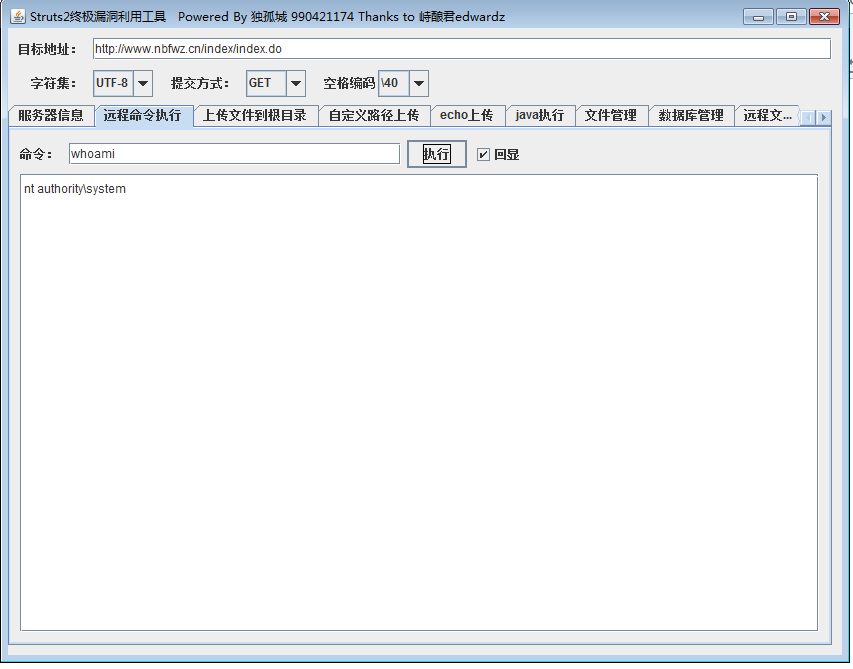 Struts2终极漏洞利用工具 Powered By 独孤城 990421174 Thanks to 峙酿君edwardz
目标地址： http://www.nbfwz.cn/index/index.do
字符集： UTF-8 提交方式： GET 空格编码 \40
服务器信息 远程命令执行 上传文件到根目录 自定义路径上传 echo上传 java执行 文件管理 数据库管理 远程文...
命令： whoami 执行 回显
nt authority\system